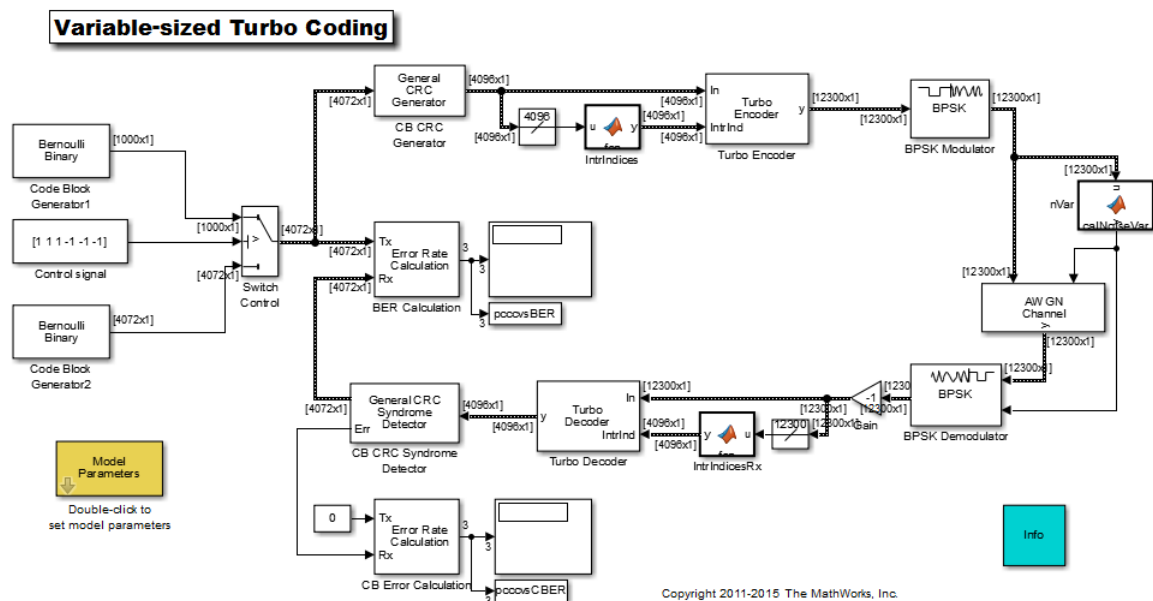 Variable-sized Turbo Coding
General
CRC
Generator
CB CRC
Generator
[4072x1]
[4096x1]
[4096x1]
4096
u
y
fcn
IntrIndices
[4096x1]
[4096x1]
[4096x1]
In
IntrInd
Turbo
Encoder
y
Turbo Encoder
[12300x1]
[12300x1]
BPSK
BPSK Modulator
[12300x1]
[12300x1]
n
calNoiseVar
y
nVar
[12300x1]
AWGN
Channel
y
[12300x1]
[12300x1]
BPSK
BPSK Demodulator
Bernoulli
Binary
[1000x1]
Code Block
Generator1
[1 1 1 -1 -1 -1]
Control signal
Bernoulli
Binary
[4072x1]
Code Block
Generator2
[1000x1]
>
[4072x1]
Switch
Control
[4072x1]
[4072x1]
[4072x1]
Tx
Rx
Error Rate
Calculation
BER Calculation
3
3
3
pcccvsBER
General CRC
Syndrome
Detector
Err
CB CRC Syndrome
Detector
[4072x1]
[4096x1]
[4096x1]
y
Turbo
Decoder
In
IntrInd
Turbo Decoder
[12300x1]
[4096x1]
[4096x1]
y
u
fcn
IntrIndicesRx
12300
[12300x1]
[12300x1]
-1
Gain
[12300x1]
Model
Parameters
Double-click to
set model parameters
0
Tx
Rx
Error Rate
Calculation
CB Error Calculation
3
3
pcccvsCBER
Info
Copyright 2011-2015 The MathWorks, Inc.